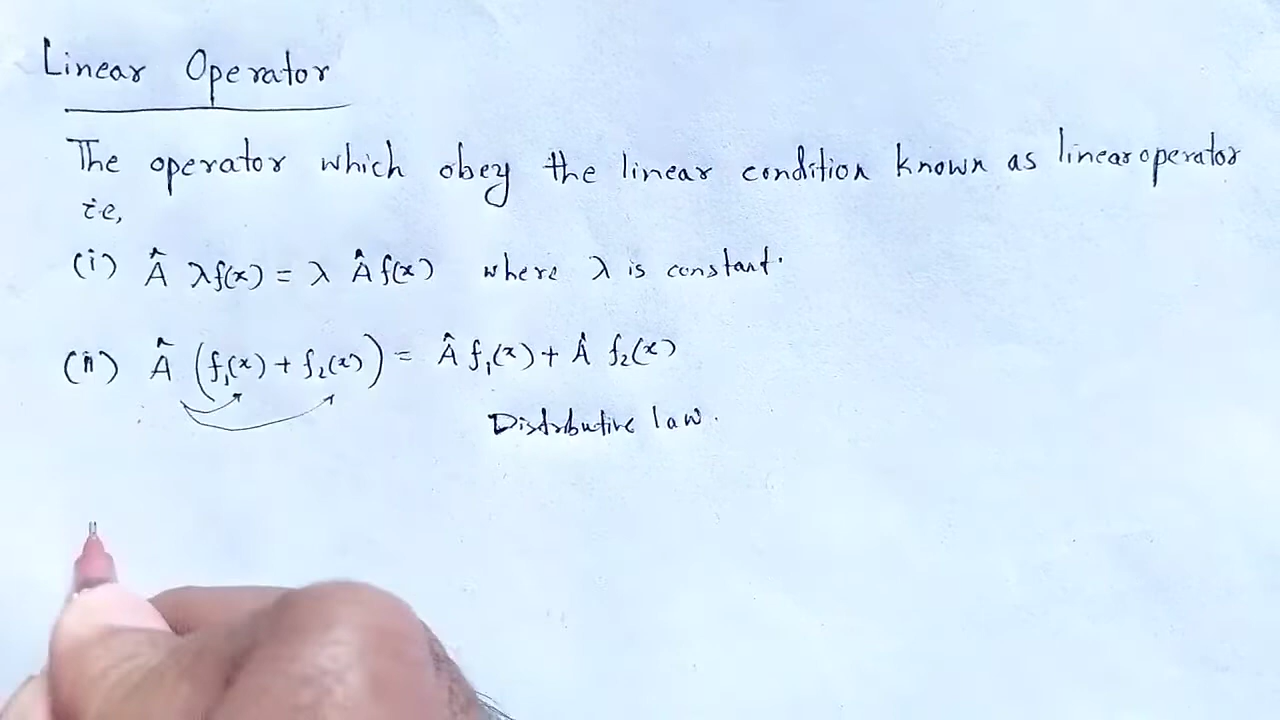 Linear Operator
The operator which obey the linear condition known as linear operator
i.e,
(i) Â λf(x) = λ Â f(x) where λ is constant.
(ii) Â (f₁(x) + f₂(x)) = Â f₁(x) + Â f₂(x)
Distributive law.